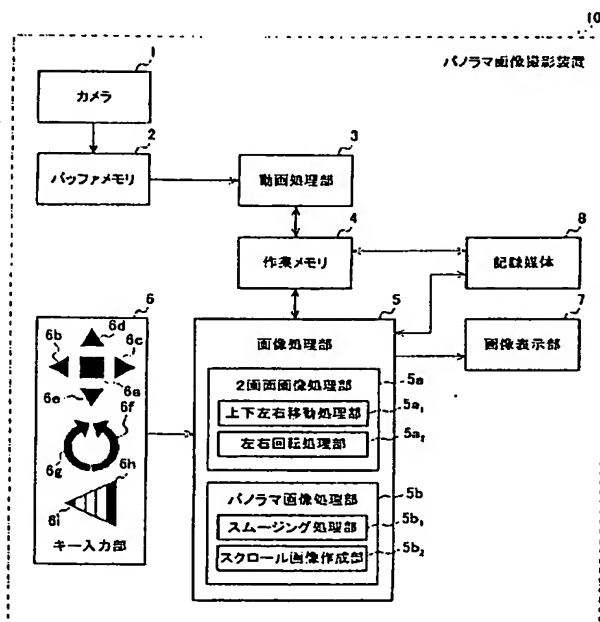 10
パノラマ画像撮影装置
1
カメラ
2
バッファメモリ
3
動画処理部
4
作業メモリ
8
記録媒体
7
画像表示部
5
画像処理部
2画面画像処理部
5a
上下左右移動処理部
5a₁
左右回転処理部
5a₂
パノラマ画像処理部
5b
スムージング処理部
5b₁
スクロール画像作成部
5b₂
6
6d
6b
6c
6a
6e
6f
6g
6h
6i
キー入力部